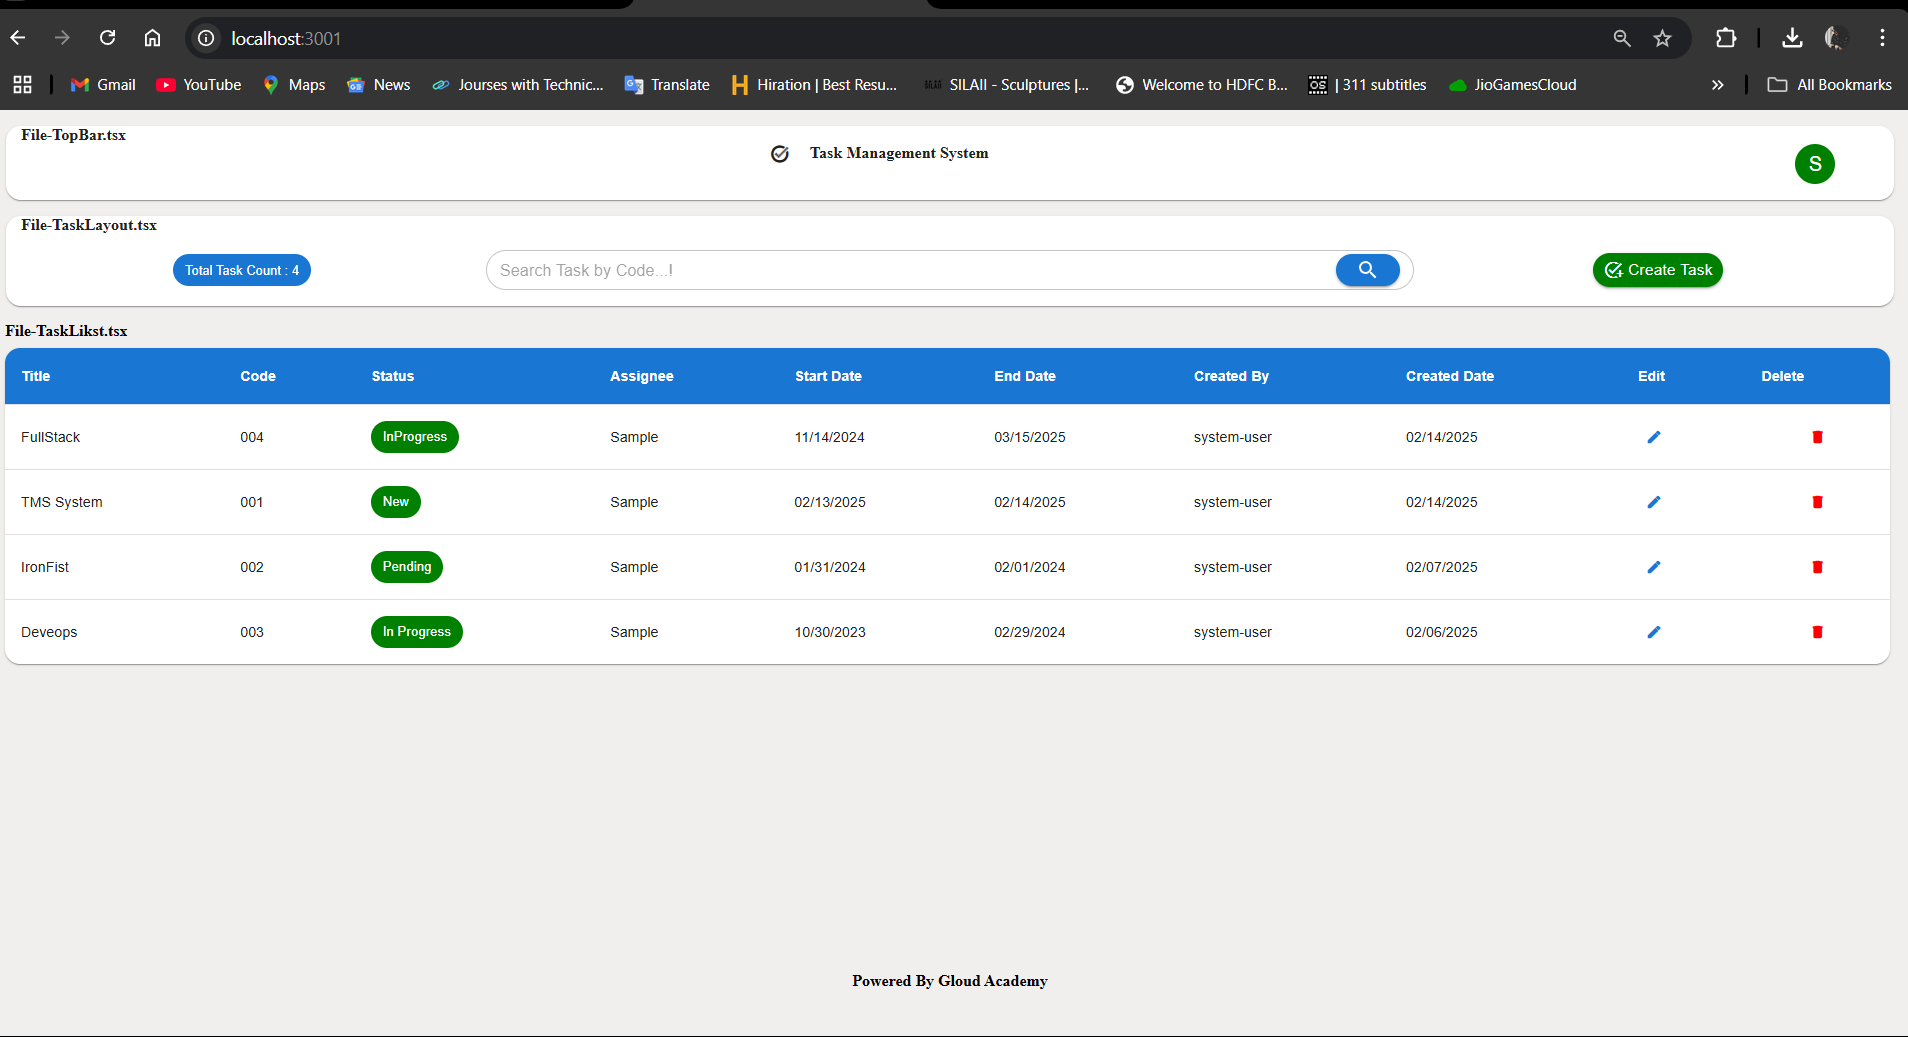 localhost:3001
Gmail YouTube Maps News Jourses with Technic... Translate Hiration | Best Resu... SILAII - Sculptures |... Welcome to HDFC B... OS | 311 subtitles JioGamesCloud » All Bookmarks
File-TopBar.tsx
Task Management System
S
File-TaskLayout.tsx
Total Task Count : 4 Search Task by Code...! Create Task
File-TaskLikst.tsx
Title Code Status Assignee Start Date End Date Created By Created Date Edit Delete
FullStack 004 InProgress Sample 11/14/2024 03/15/2025 system-user 02/14/2025
TMS System 001 New Sample 02/13/2025 02/14/2025 system-user 02/14/2025
IronFist 002 Pending Sample 01/31/2024 02/01/2024 system-user 02/07/2025
Deveops 003 In Progress Sample 10/30/2023 02/29/2024 system-user 02/06/2025
Powered By Gloud Academy